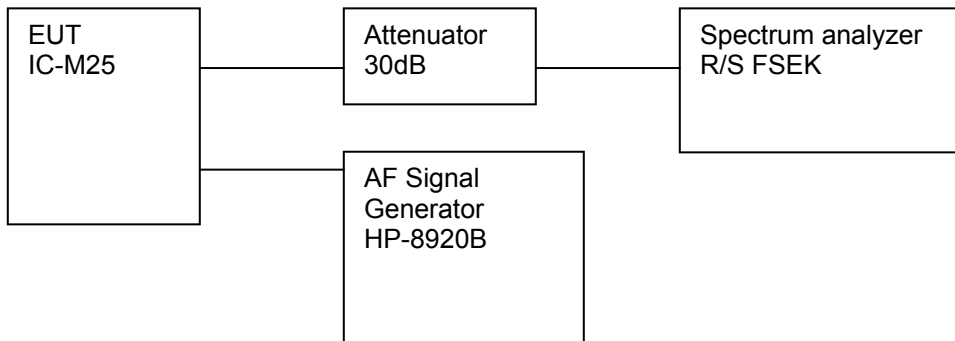 EUT
IC-M25
Attenuator
30dB
Spectrum analyzer
R/S FSEK
AF Signal
Generator
HP-8920B